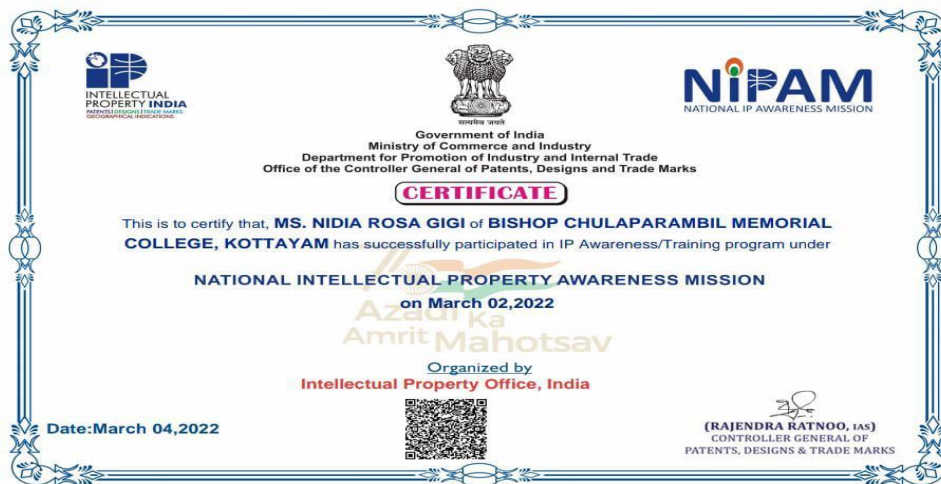 INTELLECTUAL
PROPERTY INDIA
PATENTS | DESIGNS | TRADE MARKS
GEOGRAPHICAL INDICATIONS
सत्यमेव जयते
NiPAM
NATIONAL IP AWARENESS MISSION
Government of India
Ministry of Commerce and Industry
Department for Promotion of Industry and Internal Trade
Office of the Controller General of Patents, Designs and Trade Marks
CERTIFICATE
This is to certify that, MS. NIDIA ROSA GIGI of BISHOP CHULAPARAMBIL MEMORIAL
COLLEGE, KOTTAYAM has successfully participated in IP Awareness/Training program under
NATIONAL INTELLECTUAL PROPERTY AWARENESS MISSION
on March 02,2022
Azadi Ka
Amrit Mahotsav
Organized by
Intellectual Property Office, India
Date:March 04,2022
(RAJENDRA RATNOO, IAS)
CONTROLLER GENERAL OF
PATENTS, DESIGNS & TRADE MARKS